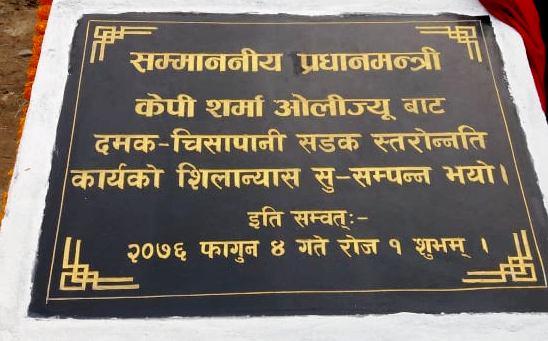 सम्माननीय प्रधानमन्त्री
केपी शर्मा ओलीज्यू बाट
दमक-चिसापानी सडक स्तरोन्नति
कार्यको शिलान्यास सु-सम्पन्न भयो।
इति सम्वत्ः-
२०७६ फागुन ४ गते रोज १ शुभम् ।